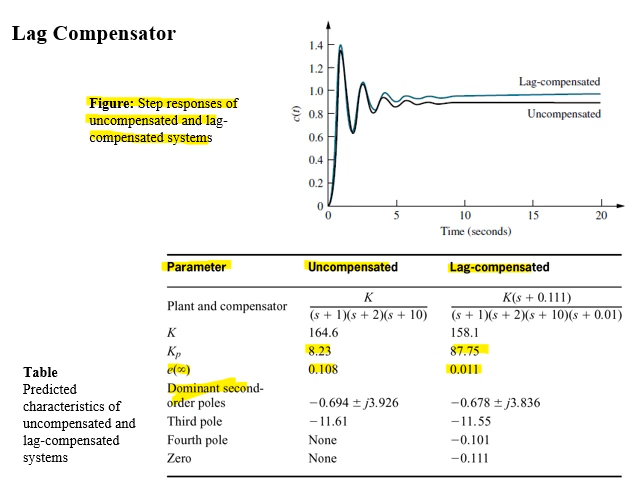 Lag Compensator
Figure: Step responses of
uncompensated and lag-
compensated systems
c(t)
1.4
1.2
1.0
0.8
0.6
0.4
0.2
0
0
5
10
15
20
Time (seconds)
Lag-compensated
Uncompensated
Parameter Uncompensated Lag-compensated
Plant and compensator K / (s + 1)(s + 2)(s + 10) K(s + 0.111) / (s + 1)(s + 2)(s + 10)(s + 0.01)
K 164.6 158.1
Kp 8.23 87.75
e(∞) 0.108 0.011
Dominant second-
order poles −0.694 ± j3.926 −0.678 ± j3.836
Third pole −11.61 −11.55
Fourth pole None −0.101
Zero None −0.111
Table
Predicted
characteristics of
uncompensated and
lag-compensated
systems